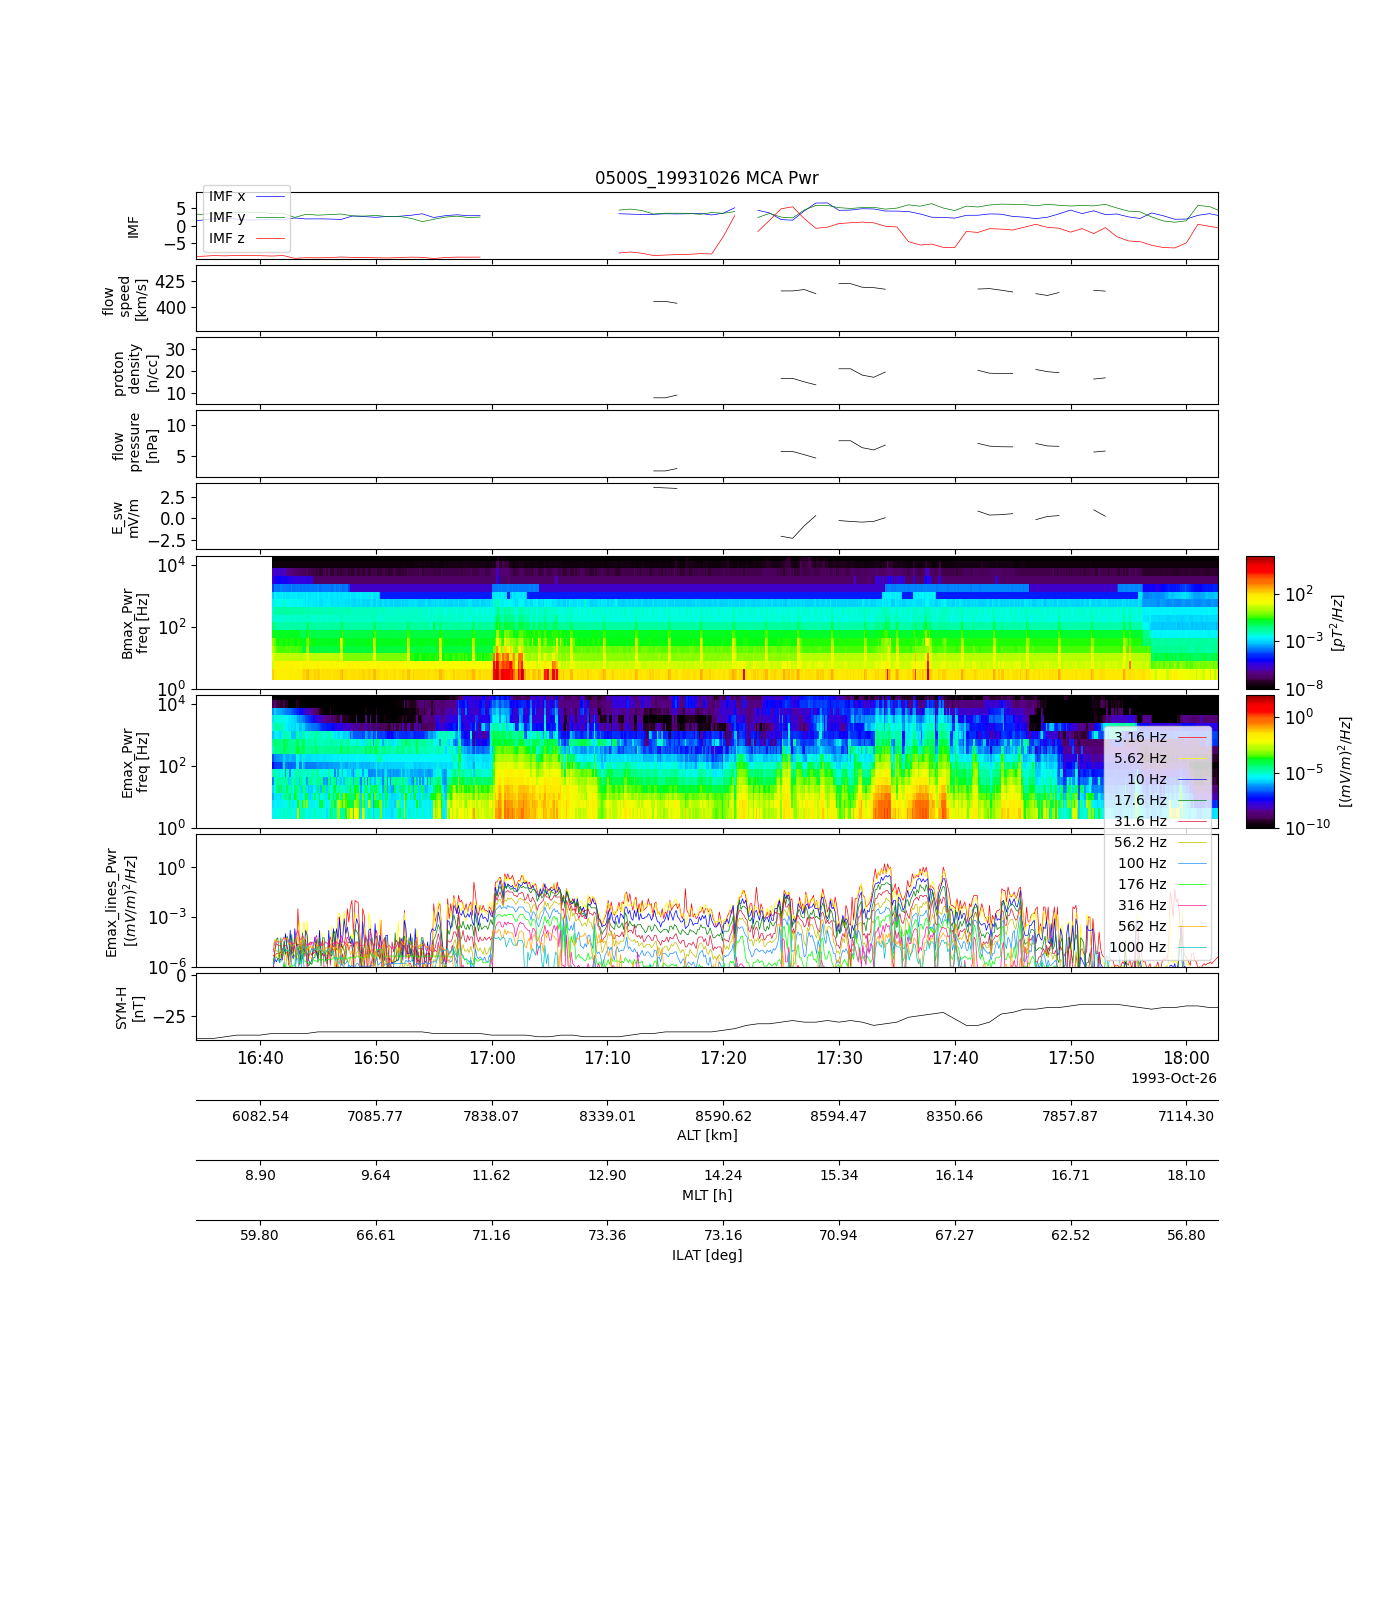 0500S_19931026 MCA Pwr
IMF x
IMF y
IMF z
IMF
5
0
−5
flow
speed
[km/s]
425
400
proton
density
[n/cc]
30
20
10
flow
pressure
[nPa]
10
5
E_sw
mV/m
2.5
0.0
−2.5
Bmax_Pwr
freq [Hz]
10^4
10^2
10^0
10^2
10^−3
10^−8
[pT^2/Hz]
Emax_Pwr
freq [Hz]
10^4
10^2
10^0
10^0
10^−5
10^−10
[(mV/m)^2/Hz]
3.16 Hz
5.62 Hz
10 Hz
17.6 Hz
31.6 Hz
56.2 Hz
100 Hz
176 Hz
316 Hz
562 Hz
1000 Hz
Emax_lines_Pwr
[(mV/m)^2/Hz]
10^0
10^−3
10^−6
SYM-H
[nT]
0
−25
16:40 16:50 17:00 17:10 17:20 17:30 17:40 17:50 18:00
1993-Oct-26
6082.54 7085.77 7838.07 8339.01 8590.62 8594.47 8350.66 7857.87 7114.30
ALT [km]
8.90 9.64 11.62 12.90 14.24 15.34 16.14 16.71 18.10
MLT [h]
59.80 66.61 71.16 73.36 73.16 70.94 67.27 62.52 56.80
ILAT [deg]